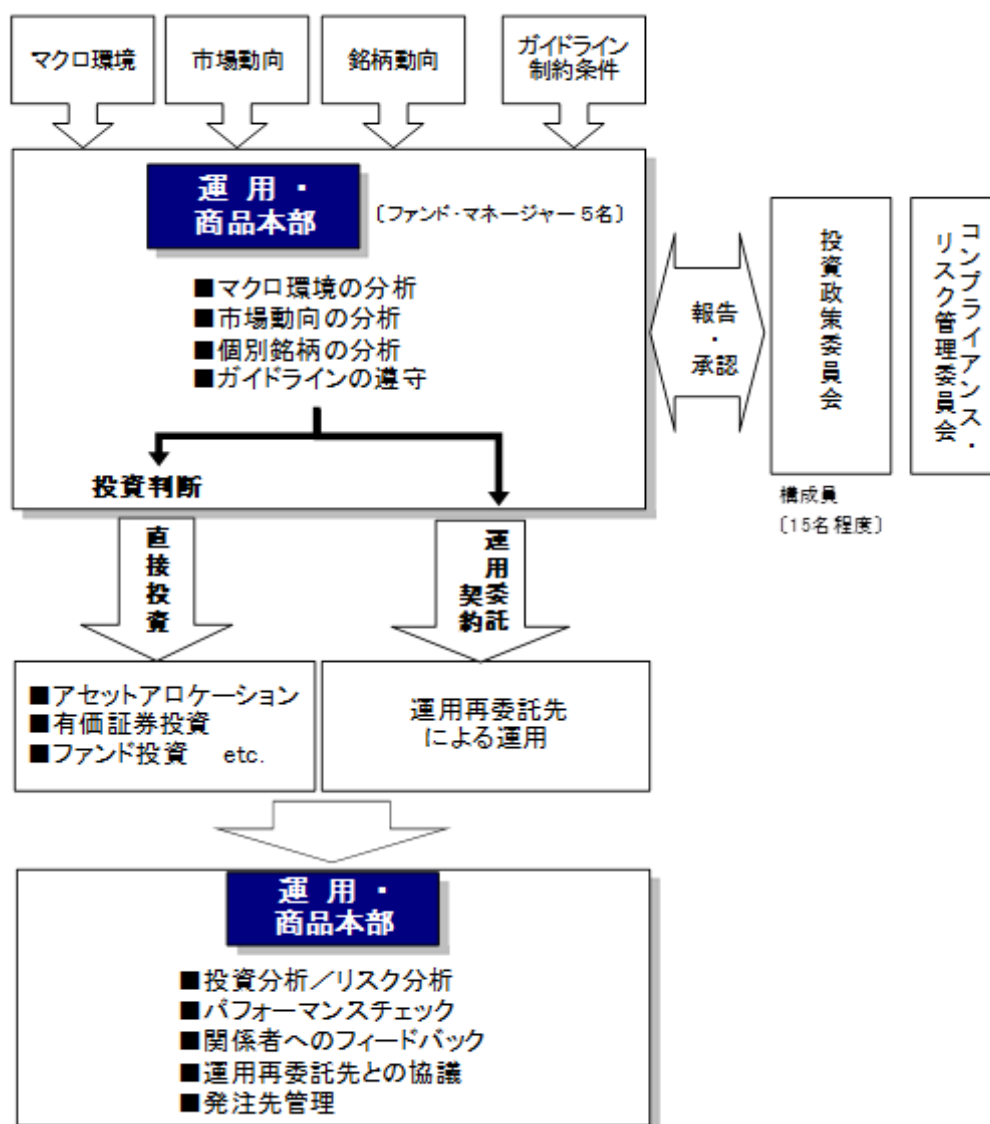 マクロ環境
市場動向
銘柄動向
ガイドライン
制約条件
運 用 ・
商品本部
〔ファンド・マネージャー 5名〕
■マクロ環境の分析
■市場動向の分析
■個別銘柄の分析
■ガイドラインの遵守
報告
・
承認
投資政策委員会
コンプライアンス・
リスク管理委員会
構成員
〔15名程度〕
投資判断
直接投資
運用委託
契約
■アセットアロケーション
■有価証券投資
■ファンド投資 etc.
運用再委託先
による運用
運 用 ・
商品本部
■投資分析／リスク分析
■パフォーマンスチェック
■関係者へのフィードバック
■運用再委託先との協議
■発注先管理